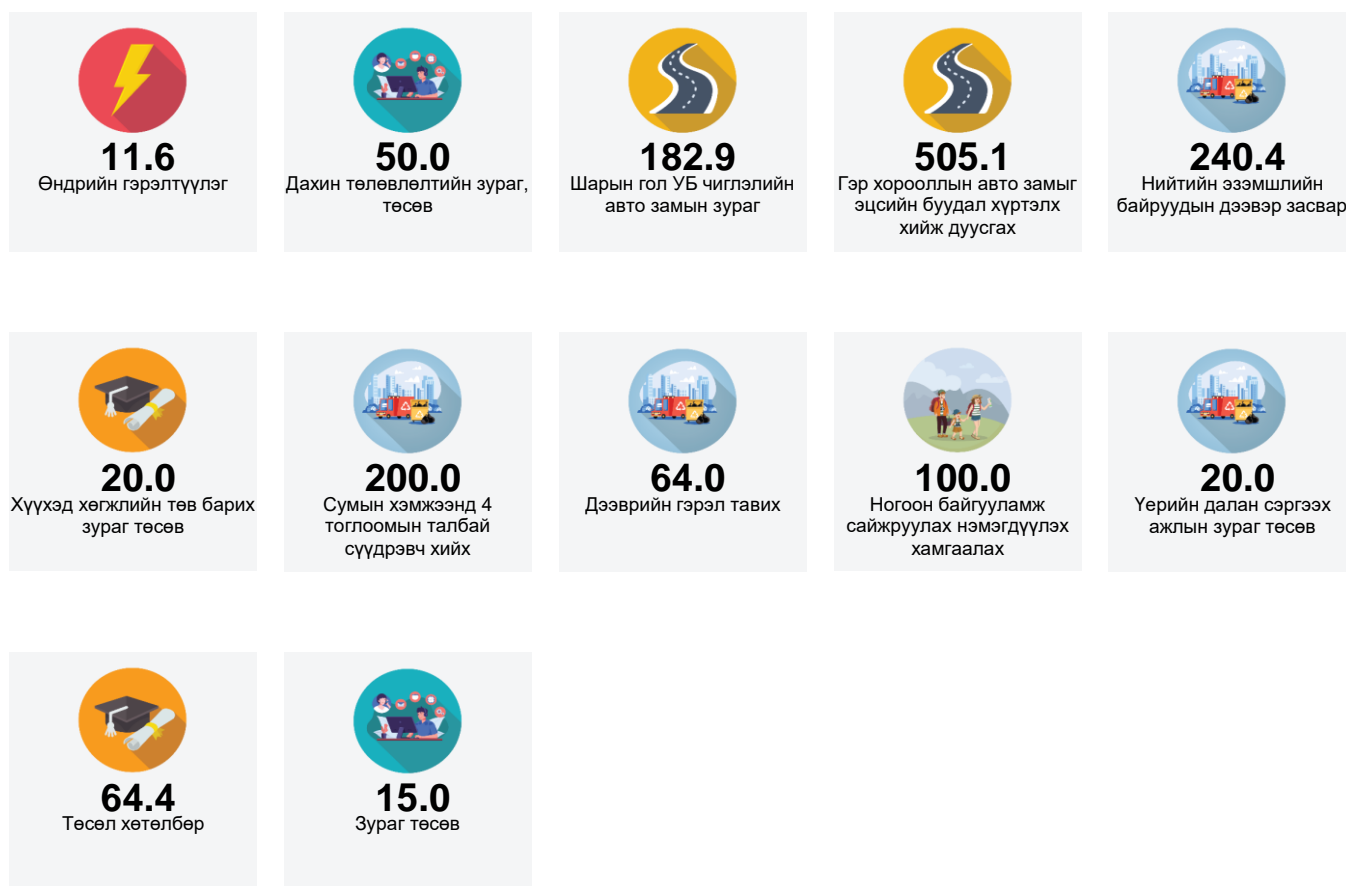 11.6
Өндрийн гэрэлтүүлэг
50.0
Дахин төлөвлөлтийн зураг,
төсөв
182.9
Шарын гол УБ чиглэлийн
авто замын зураг
505.1
Гэр хорооллын авто замыг
эцсийн буудал хүртэлх
хийж дуусгах
240.4
Нийтийн эзэмшлийн
байруудын дээвэр засвар
20.0
Хүүхэд хөгжлийн төв барих
зураг төсөв
200.0
Сумын хэмжээнд 4
тоглоомын талбай
сүүдрэвч хийх
64.0
Дээврийн гэрэл тавих
100.0
Ногоон байгууламж
сайжруулах нэмэгдүүлэх
хамгаалах
20.0
Үерийн далан сэргээх
ажлын зураг төсөв
64.4
Төсөл хөтөлбөр
15.0
Зураг төсөв